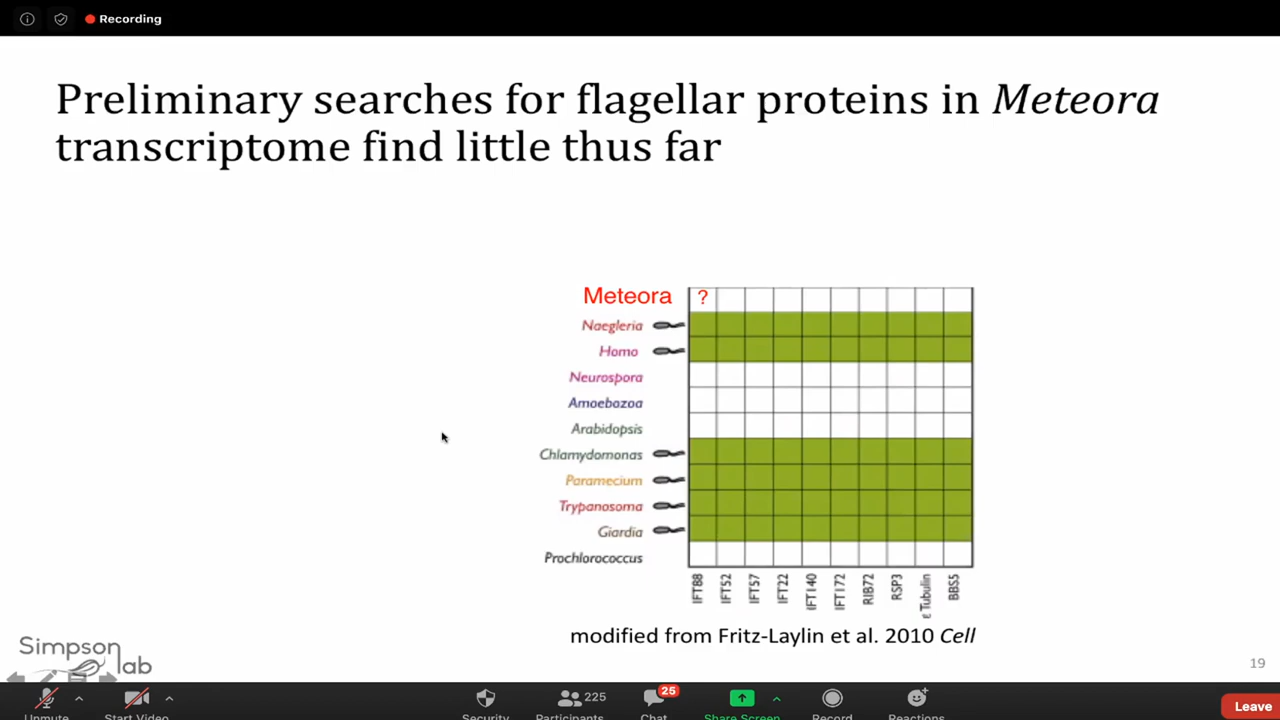 Recording
Preliminary searches for flagellar proteins in Meteora
transcriptome find little thus far
Meteora ?
Naegleria
Homo
Neurospora
Amoebozoa
Arabidopsis
Chlamydomonas
Paramecium
Trypanosoma
Giardia
Prochlorococcus
IFT88
IFT52
IFT57
IFT22
IFT140
IFT172
RIB72
RSP3
ε Tubulin
BBS5
modified from Fritz-Laylin et al. 2010 Cell
Simpson
lab
19
25
225
Unmute
Start Video
Security
Participants
Chat
Share Screen
Record
Reactions
Leave